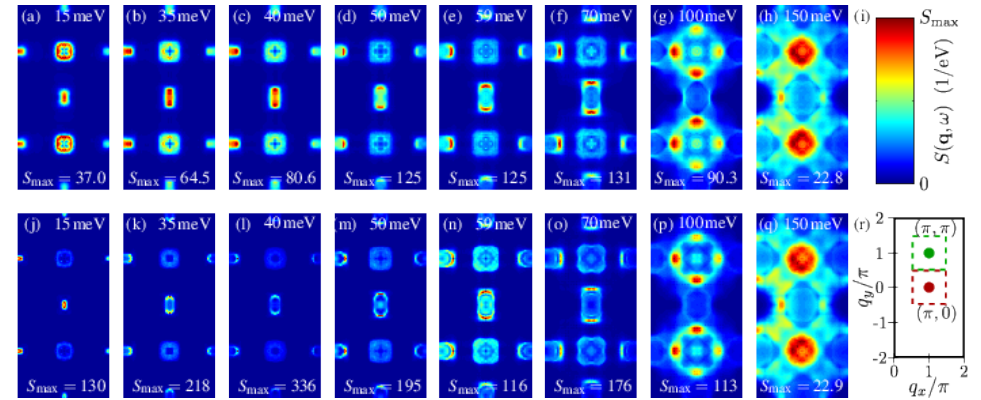 (a) 15 meV (b) 35 meV (c) 40 meV (d) 50 meV (e) 59 meV (f) 70 meV (g) 100 meV (h) 150 meV (i) S_max
S(q, ω) (1/eV)
S_max = 37.0 S_max = 64.5 S_max = 80.6 S_max = 125 S_max = 125 S_max = 131 S_max = 90.3 S_max = 22.8 0
(j) 15 meV (k) 35 meV (l) 40 meV (m) 50 meV (n) 59 meV (o) 70 meV (p) 100 meV (q) 150 meV (r) 2
(π, π)
1
q_y/π 0
(π, 0)
-1
S_max = 130 S_max = 218 S_max = 336 S_max = 195 S_max = 116 S_max = 176 S_max = 113 S_max = 22.9 -2
0 1 2
q_x/π